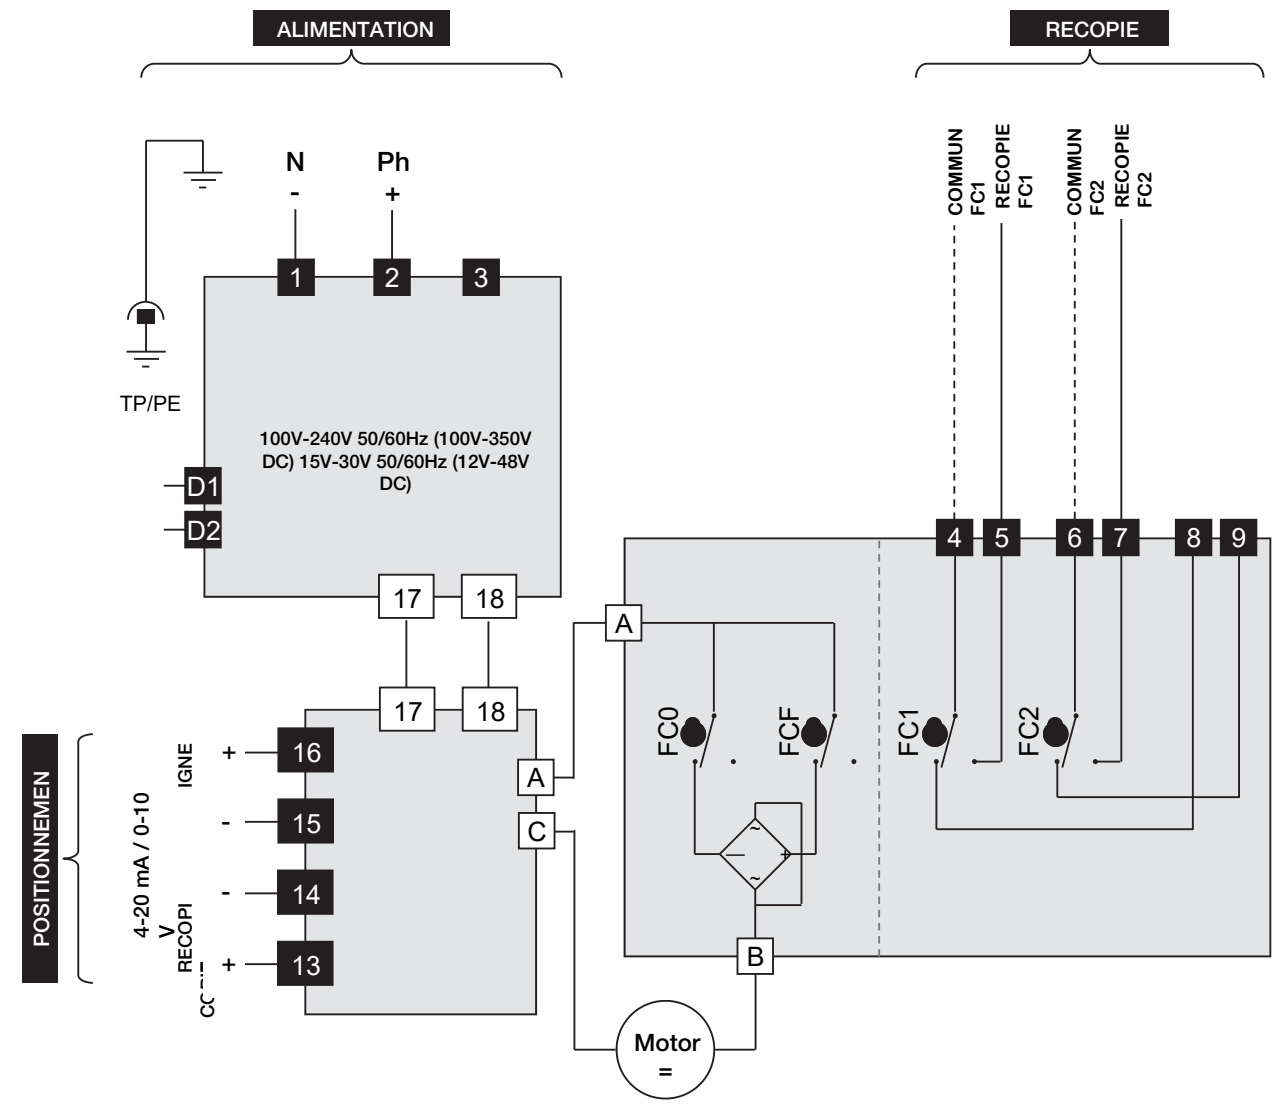 ALIMENTATION
RECOPIE
COMMUN
FC1
RECOPIE
FC1
COMMUN
FC2
RECOPIE
FC2
N
-
Ph
+
1
2
3
TP/PE
100V-240V 50/60Hz (100V-350V
DC) 15V-30V 50/60Hz (12V-48V
DC)
D1
D2
17
18
4
5
6
7
8
9
A
FC0
FCF
FC1
FC2
~
—
+
~
B
17
18
POSITIONNEMEN
4-20 mA / 0-10
V
IGNE
RECOPI
+
16
-
15
-
14
+
13
A
C
Motor
=